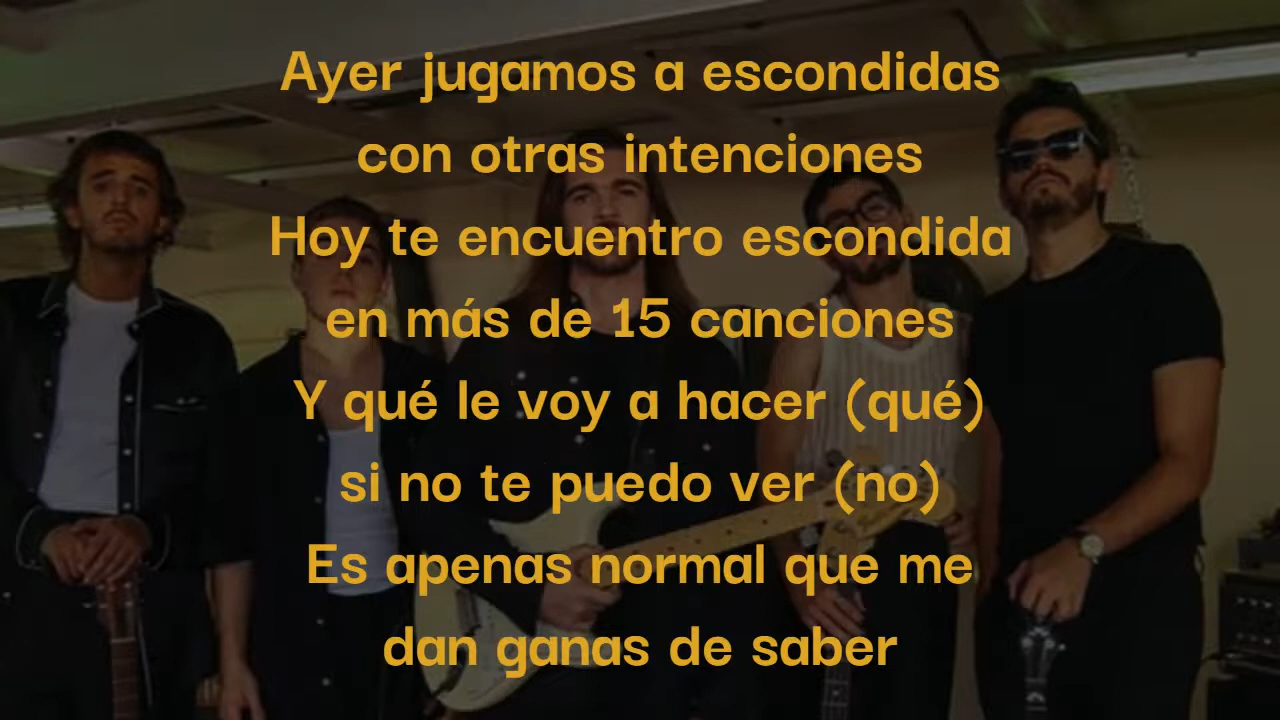 Ayer jugamos a escondidas
con otras intenciones
Hoy te encuentro escondida
en más de 15 canciones
Y qué le voy a hacer (qué)
si no te puedo ver (no)
Es apenas normal que me
dan ganas de saber